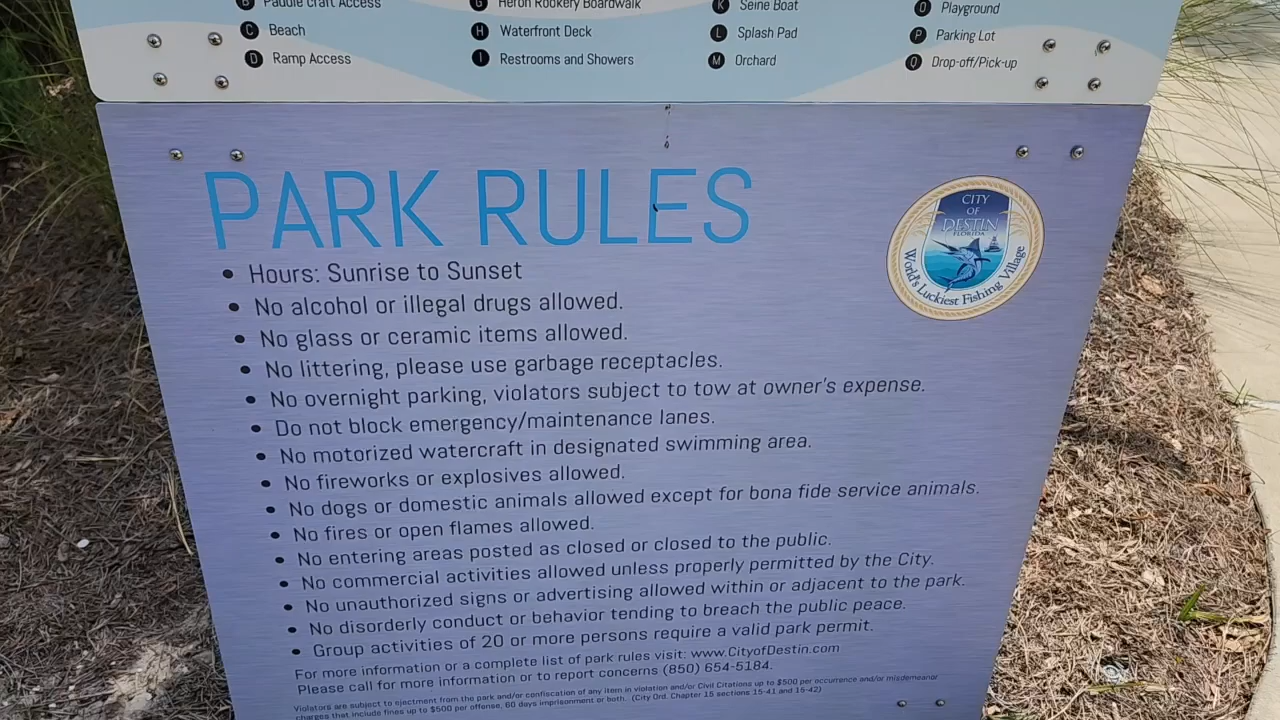 B Paddle Craft Access
C Beach
D Ramp Access
G Heron Rookery Boardwalk
H Waterfront Deck
I Restrooms and Showers
K Seine Boat
L Splash Pad
M Orchard
O Playground
P Parking Lot
Q Drop-off/Pick-up
PARK RULES
CITY
OF
DESTIN
FLORIDA
World's Luckiest Fishing Village
• Hours: Sunrise to Sunset
• No alcohol or illegal drugs allowed.
• No glass or ceramic items allowed.
• No littering, please use garbage receptacles.
• No overnight parking, violators subject to tow at owner's expense.
• Do not block emergency/maintenance lanes.
• No motorized watercraft in designated swimming area.
• No fireworks or explosives allowed.
• No dogs or domestic animals allowed except for bona fide service animals.
• No fires or open flames allowed.
• No entering areas posted as closed or closed to the public.
• No commercial activities allowed unless properly permitted by the City.
• No unauthorized signs or advertising allowed within or adjacent to the park.
• No disorderly conduct or behavior tending to breach the public peace.
• Group activities of 20 or more persons require a valid park permit.
For more information or a complete list of park rules visit: www.CityofDestin.com
Please call for more information or to report concerns (850) 654-5184.
Violators are subject to ejectment from the park and/or confiscation of any item in violation and/or Civil Citations up to $500 per occurrence and/or misdemeanor
charges that include fines up to $500 per offense, 60 days imprisonment or both. (City Ord. Chapter 15 sections 15-41 and 15-42)